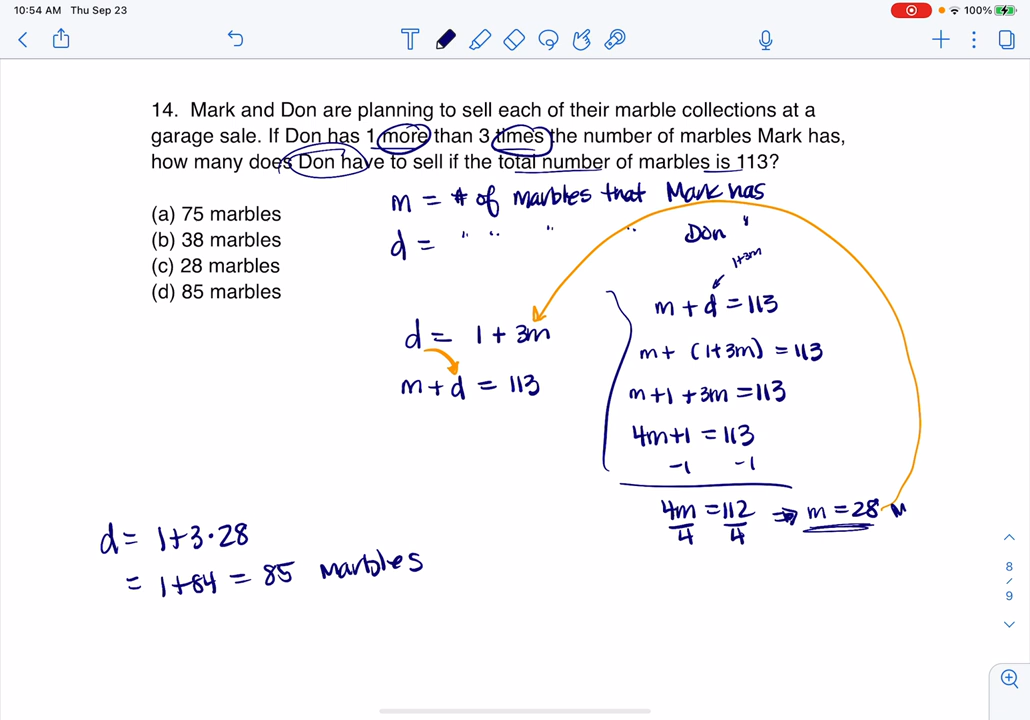 10:54 AM Thu Sep 23
100%
T
14. Mark and Don are planning to sell each of their marble collections at a
garage sale. If Don has 1 more than 3 times the number of marbles Mark has,
how many does Don have to sell if the total number of marbles is 113?
m = # of marbles that Mark has
(a) 75 marbles
d = " " " " Don "
(b) 38 marbles
(c) 28 marbles
(d) 85 marbles
1+3m
m + d = 113
d = 1 + 3m
m + (1+3m) = 113
m + d = 113
m+1 +3m = 113
4m+1 = 113
-1 -1
4m = 112 ⇒ m = 28 M
4 4
d = 1+3·28
= 1+84 = 85 marbles
8
/
9